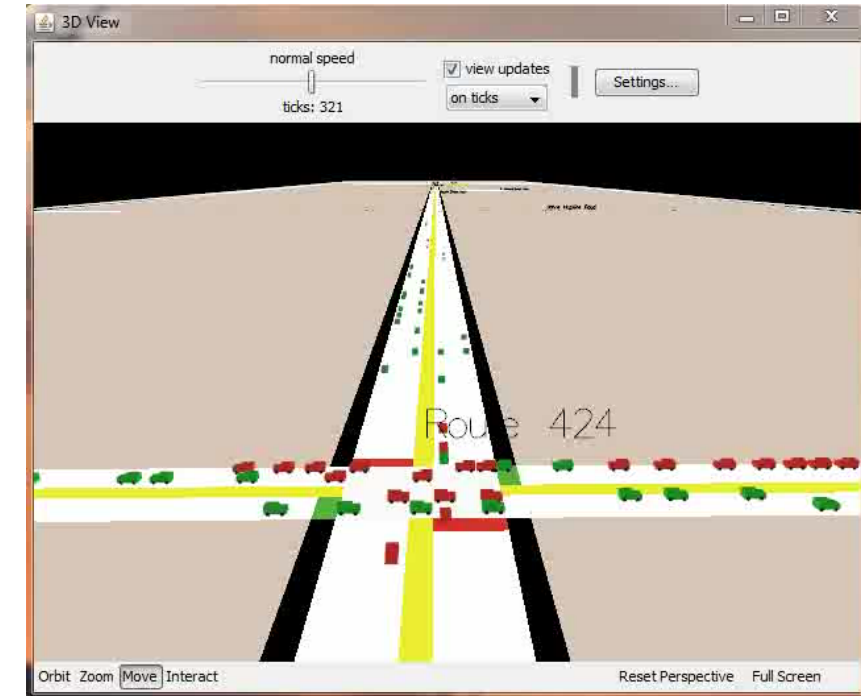 3D View
normal speed
ticks: 321
view updates
on ticks
Settings...
Route 424
Orbit Zoom Move Interact
Reset Perspective Full Screen